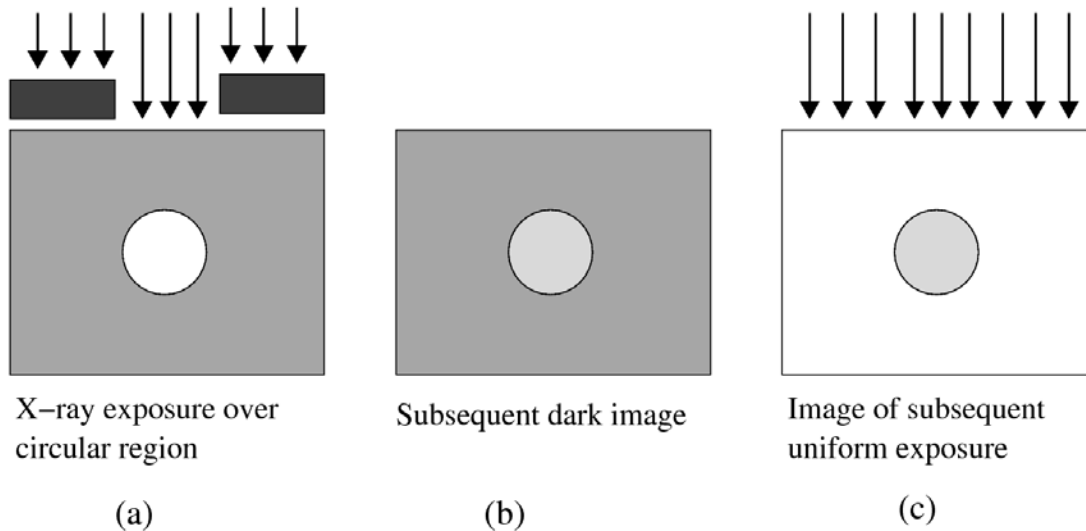 X−ray exposure over
circular region
Subsequent dark image
Image of subsequent
uniform exposure
(a)
(b)
(c)